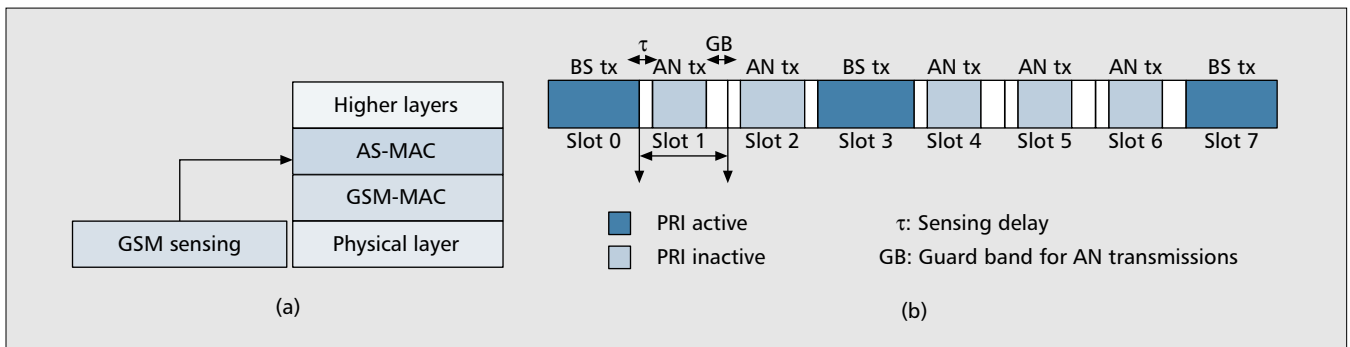 Higher layers
AS-MAC
GSM-MAC
GSM sensing
Physical layer
(a)
τ
GB
BS tx
AN tx
AN tx
BS tx
AN tx
AN tx
AN tx
BS tx
Slot 0
Slot 1
Slot 2
Slot 3
Slot 4
Slot 5
Slot 6
Slot 7
PRI active
τ: Sensing delay
PRI inactive
GB: Guard band for AN transmissions
(b)